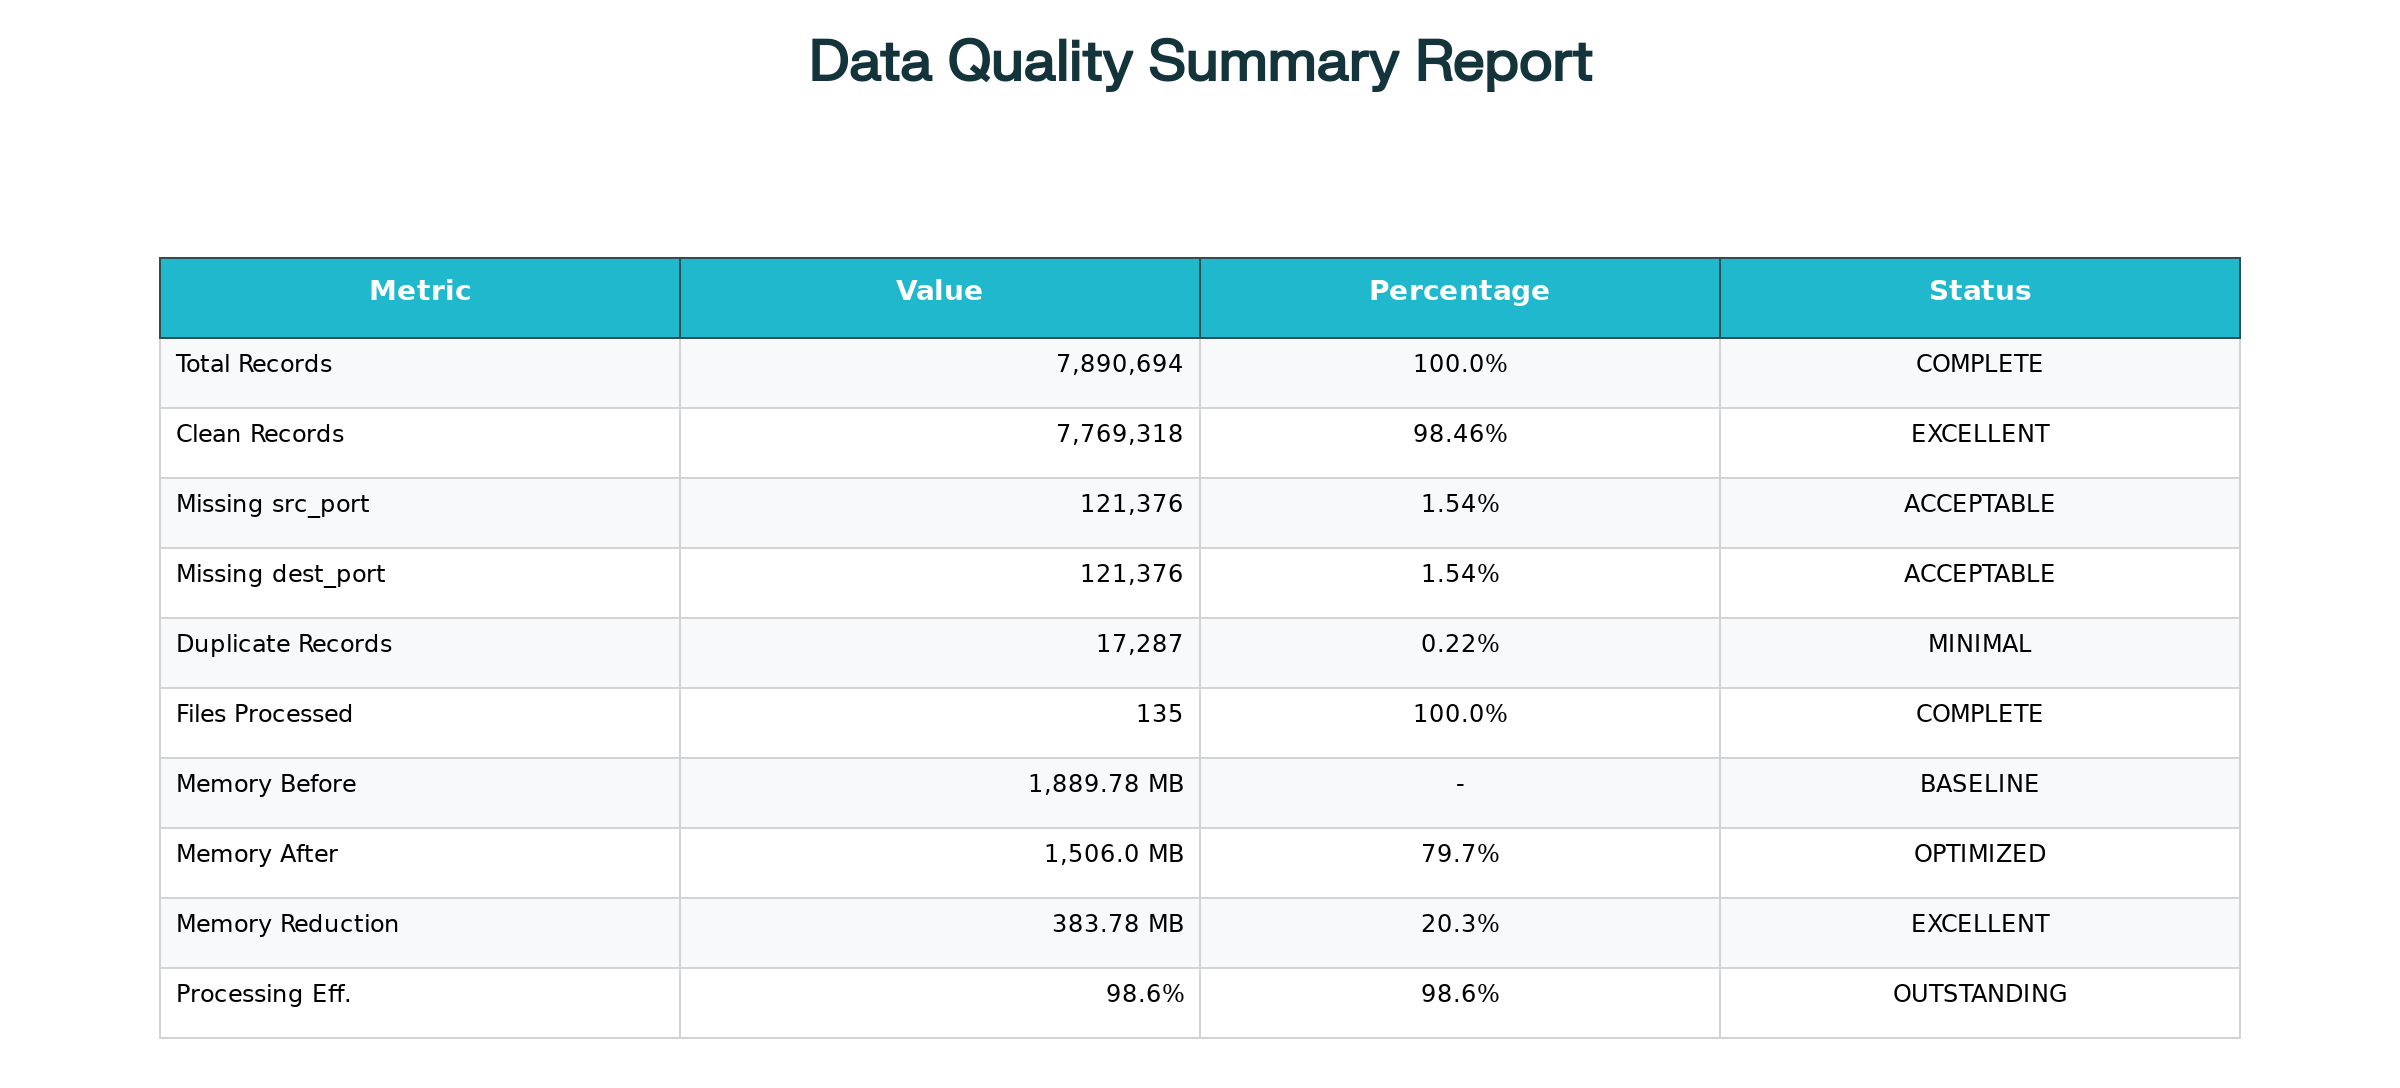 Data Quality Summary Report
Metric Value Percentage Status
Total Records 7,890,694 100.0% COMPLETE
Clean Records 7,769,318 98.46% EXCELLENT
Missing src_port 121,376 1.54% ACCEPTABLE
Missing dest_port 121,376 1.54% ACCEPTABLE
Duplicate Records 17,287 0.22% MINIMAL
Files Processed 135 100.0% COMPLETE
Memory Before 1,889.78 MB - BASELINE
Memory After 1,506.0 MB 79.7% OPTIMIZED
Memory Reduction 383.78 MB 20.3% EXCELLENT
Processing Eff. 98.6% 98.6% OUTSTANDING